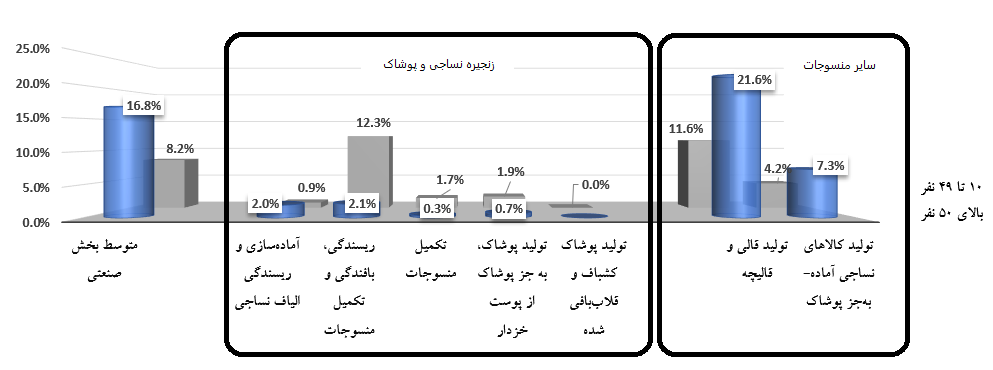 زنجیره نساجی و پوشاک
سایر منسوجات
25.0%
20.0%
15.0%
10.0%
5.0%
0.0%
16.8%
8.2%
2.0%
0.9%
2.1%
12.3%
0.3%
1.7%
0.7%
1.9%
0.0%
11.6%
21.6%
4.2%
7.3%
۱۰ تا ۴۹ نفر
بالای ۵۰ نفر
متوسط بخش
صنعتی
آماده‌سازی و
ریسندگی
الیاف نساجی
ریسندگی،
بافندگی و
تکمیل
منسوجات
تکمیل
منسوجات
تولید پوشاک،
به جز پوشاک
از پوست
خزدار
تولید پوشاک
کشباف و
قلاب‌بافی
شده
تولید قالی و
قالیچه
تولید کالاهای
نساجی آماده-
به‌جز پوشاک